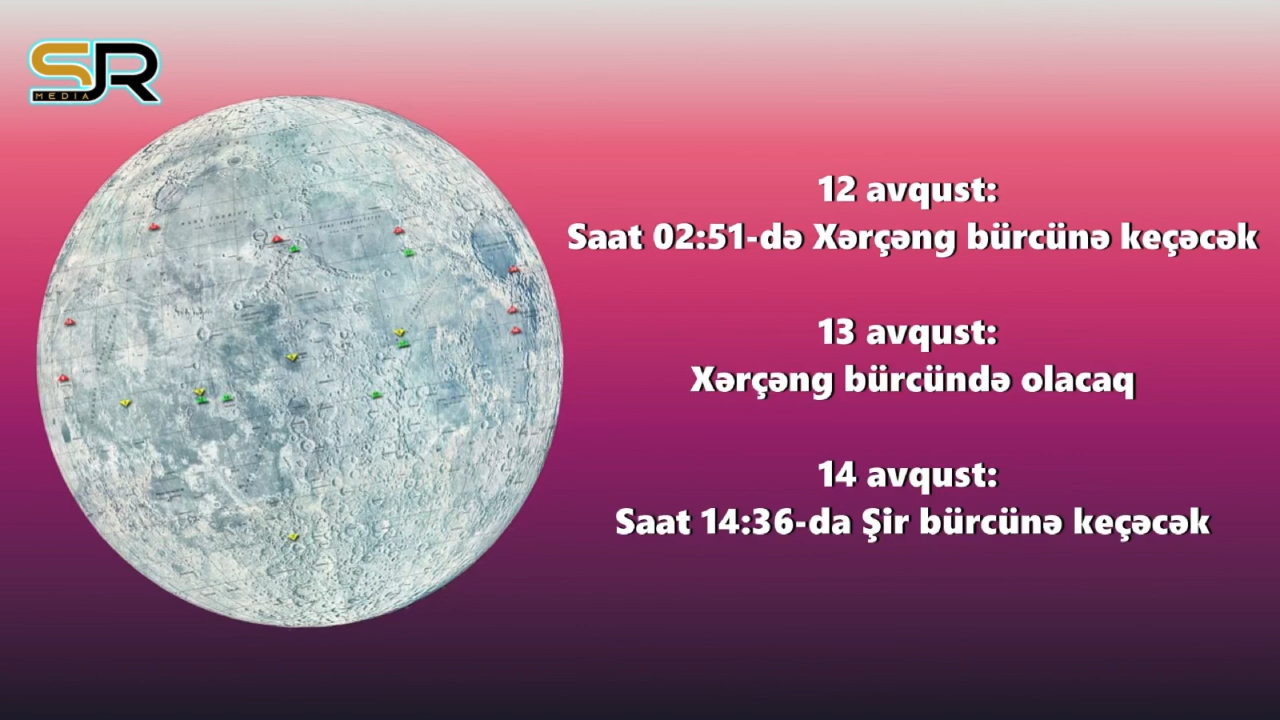 SJR
MEDIA
12 avqust:
Saat 02:51-də Xərçəng bürcünə keçəcək
13 avqust:
Xərçəng bürcündə olacaq
14 avqust:
Saat 14:36-da Şir bürcünə keçəcək